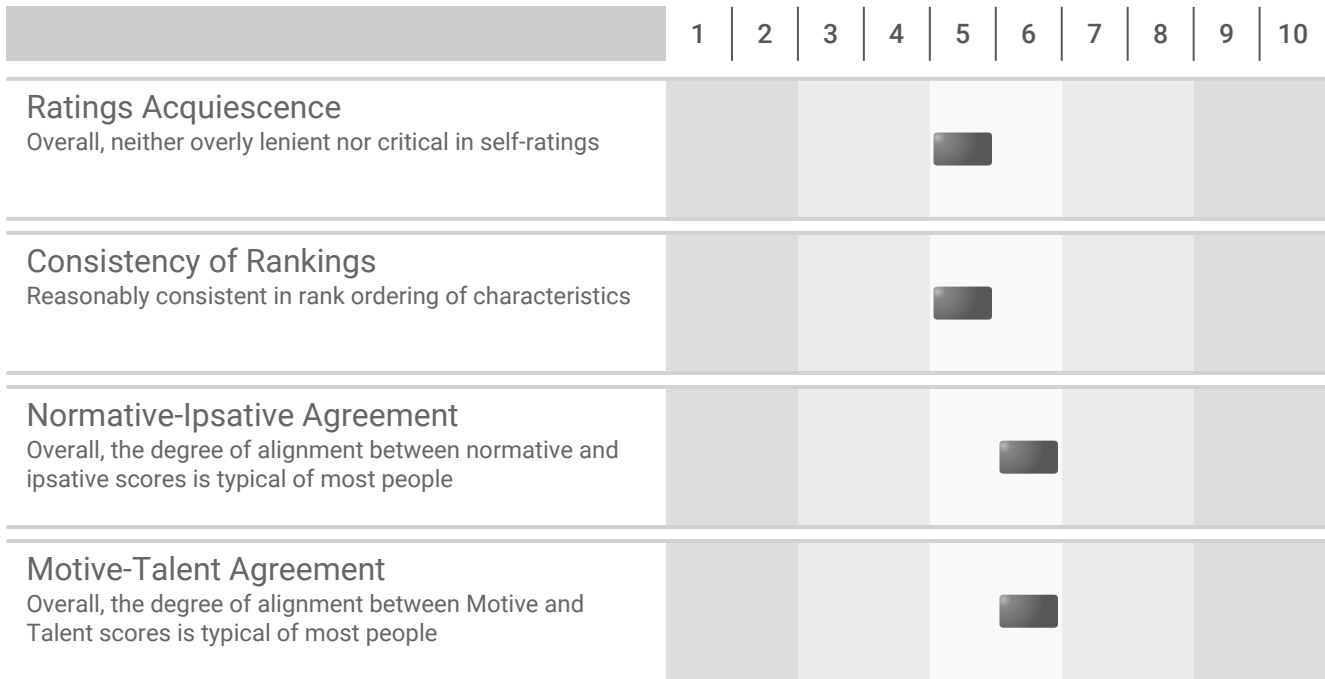 1 2 3 4 5 6 7 8 9 10
Ratings Acquiescence
Overall, neither overly lenient nor critical in self-ratings
Consistency of Rankings
Reasonably consistent in rank ordering of characteristics
Normative-Ipsative Agreement
Overall, the degree of alignment between normative and
ipsative scores is typical of most people
Motive-Talent Agreement
Overall, the degree of alignment between Motive and
Talent scores is typical of most people